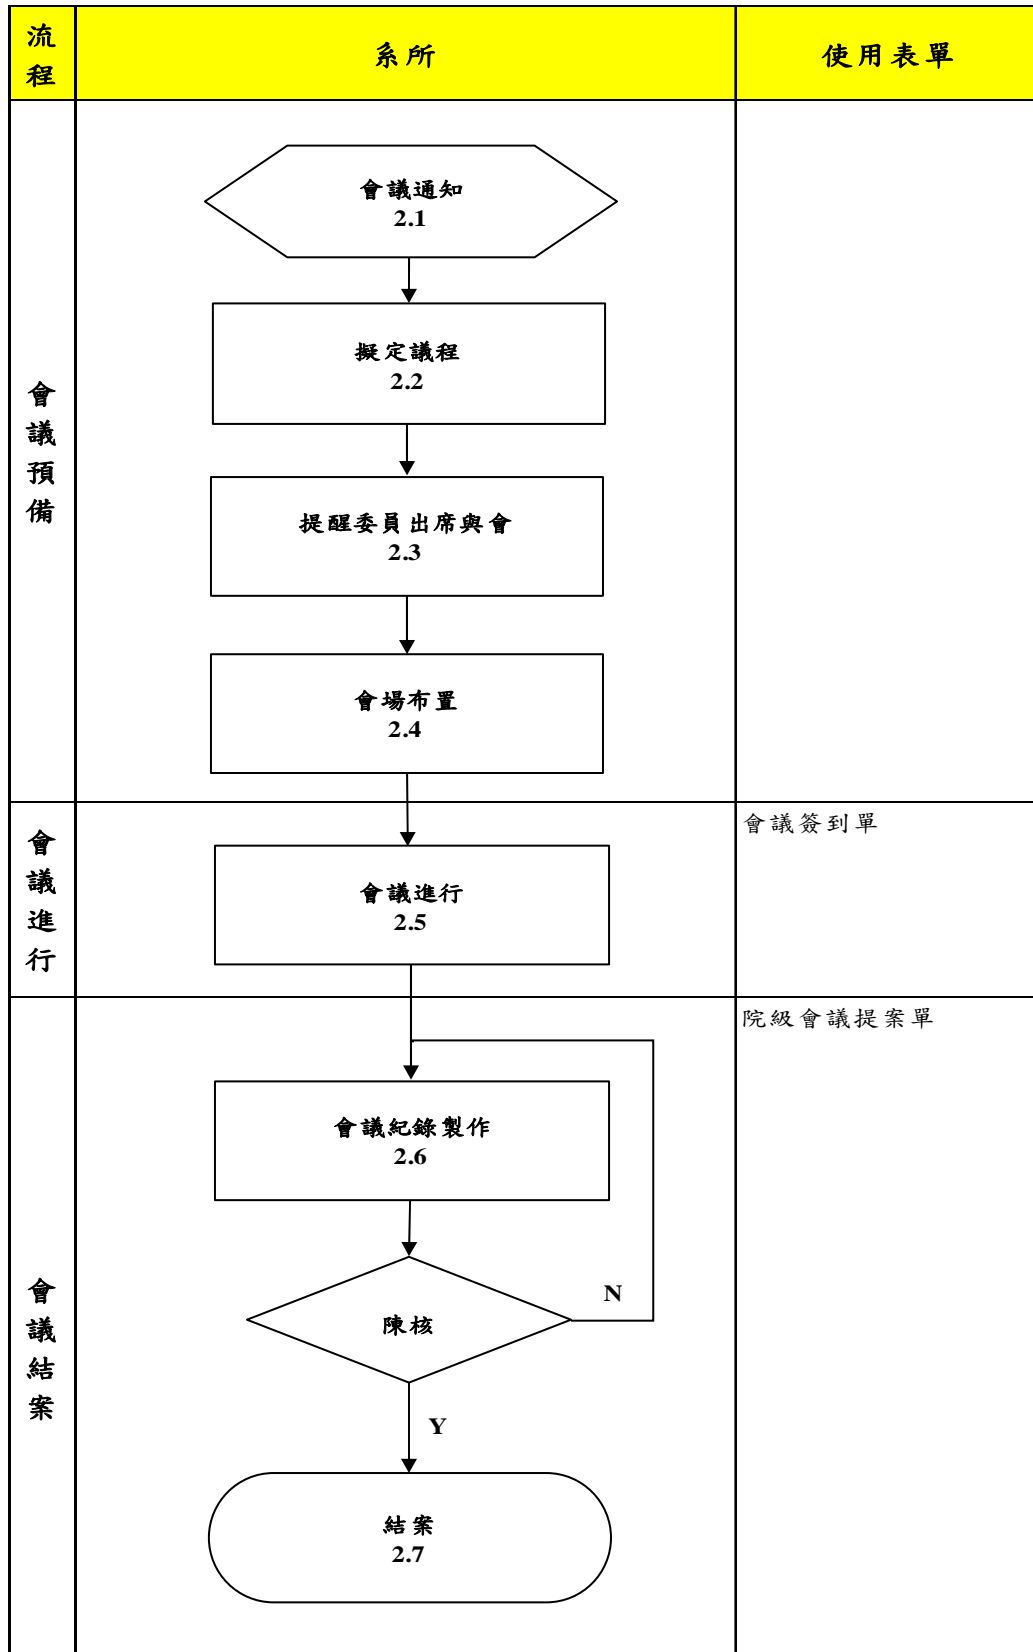 流
程
系所
使用表單
會
議
預
備
會議通知
2.1
擬定議程
2.2
提醒委員出席與會
2.3
會場布置
2.4
會
議
進
行
會議進行
2.5
會議簽到單
會
議
結
案
院級會議提案單
會議紀錄製作
2.6
陳核
N
Y
結案
2.7